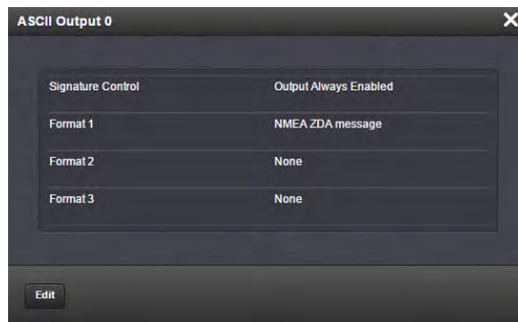 ASCII Output 0
Signature Control Output Always Enabled
Format 1 NMEA ZDA message
Format 2 None
Format 3 None
Edit